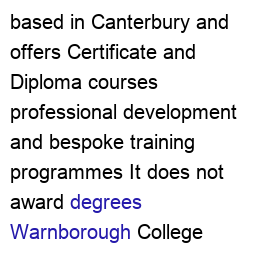 based in Canterbury and
offers Certificate and
Diploma courses
professional development
and bespoke training
programmes It does not
award degrees
Warnborough College